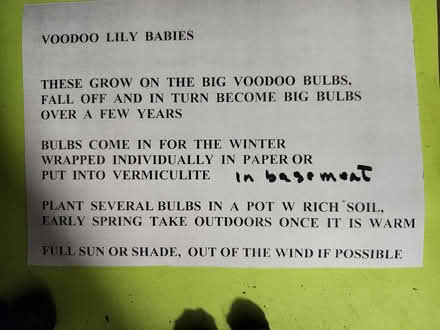 VOODOO LILY BABIES
THESE GROW ON THE BIG VOODOO BULBS,
FALL OFF AND IN TURN BECOME BIG BULBS
OVER A FEW YEARS
BULBS COME IN FOR THE WINTER
WRAPPED INDIVIDUALLY IN PAPER OR
PUT INTO VERMICULITE in basement
PLANT SEVERAL BULBS IN A POT W RICH SOIL,
EARLY SPRING TAKE OUTDOORS ONCE IT IS WARM
FULL SUN OR SHADE, OUT OF THE WIND IF POSSIBLE